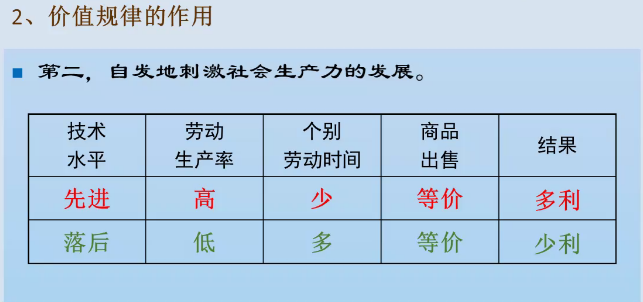 2、价值规律的作用
第二，自发地刺激社会生产力的发展。
技术
水平
劳动
生产率
个别
劳动时间
商品
出售
结果
先进 高 少 等价 多利
落后 低 多 等价 少利